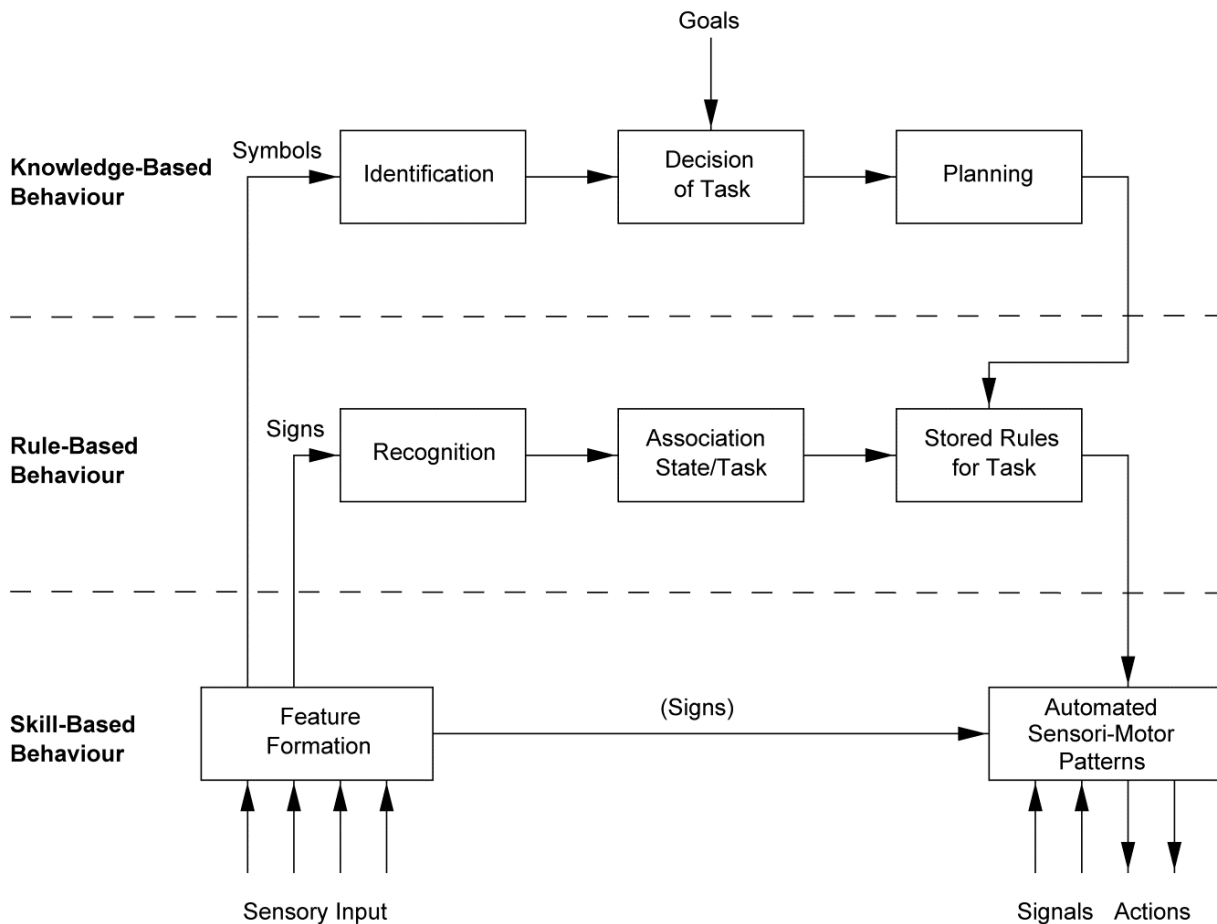 Goals
Symbols
Knowledge-Based
Behaviour
Identification
Decision
of Task
Planning
Signs
Rule-Based
Behaviour
Recognition
Association
State/Task
Stored Rules
for Task
Skill-Based
Behaviour
Feature
Formation
(Signs)
Automated
Sensori-Motor
Patterns
Sensory Input
Signals
Actions